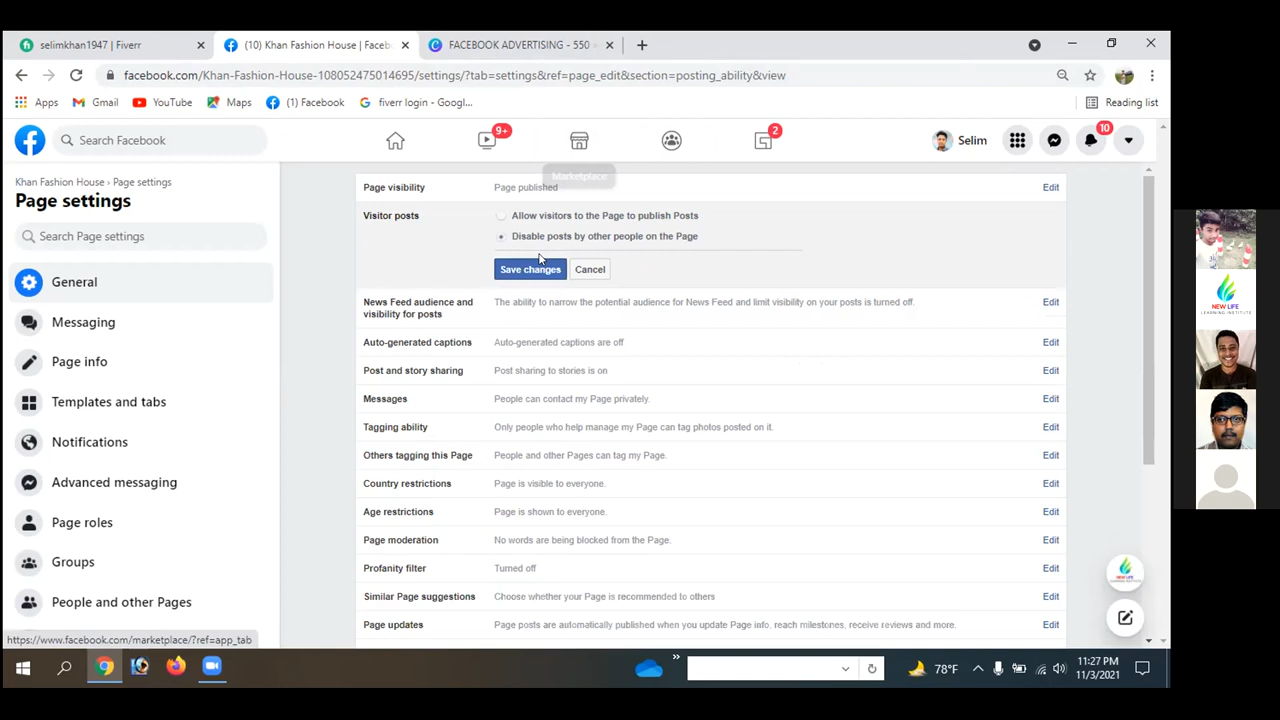 selimkhan1947 | Fiverr
(10) Khan Fashion House | Faceb
FACEBOOK ADVERTISING - 550
facebook.com/Khan-Fashion-House-108052475014695/settings/?tab=settings&ref=page_edit&section=posting_ability&view
Apps
Gmail
YouTube
Maps
(1) Facebook
fiverr login - Googl...
Reading list
Search Facebook
9+
2
Selim
10
Marketplace
Khan Fashion House › Page settings
Page settings
Search Page settings
General
Messaging
Page info
Templates and tabs
Notifications
Advanced messaging
Page roles
Groups
People and other Pages
https://www.facebook.com/marketplace/?ref=app_tab
Page visibility Page published Edit
Visitor posts Allow visitors to the Page to publish Posts
Disable posts by other people on the Page
Save changes Cancel
News Feed audience and The ability to narrow the potential audience for News Feed and limit visibility on your posts is turned off. Edit
visibility for posts
Auto-generated captions Auto-generated captions are off Edit
Post and story sharing Post sharing to stories is on Edit
Messages People can contact my Page privately. Edit
Tagging ability Only people who help manage my Page can tag photos posted on it. Edit
Others tagging this Page People and other Pages can tag my Page. Edit
Country restrictions Page is visible to everyone. Edit
Age restrictions Page is shown to everyone. Edit
Page moderation No words are being blocked from the Page. Edit
Profanity filter Turned off Edit
Similar Page suggestions Choose whether your Page is recommended to others Edit
Page updates Page posts are automatically published when you update Page info, reach milestones, receive reviews and more. Edit
NEW LIFE
LEARNING INSTITUTE
78°F
11:27 PM
11/3/2021